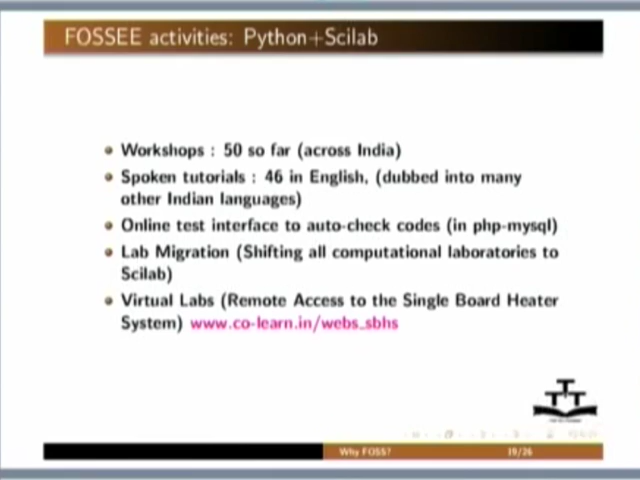 FOSSEE activities: Python+Scilab
Workshops : 50 so far (across India)
Spoken tutorials : 46 in English, (dubbed into many
other Indian languages)
Online test interface to auto-check codes (in php-mysql)
Lab Migration (Shifting all computational laboratories to
Scilab)
Virtual Labs (Remote Access to the Single Board Heater
System) www.co-learn.in/webs_sbhs
TTT
Why FOSS?
19/26